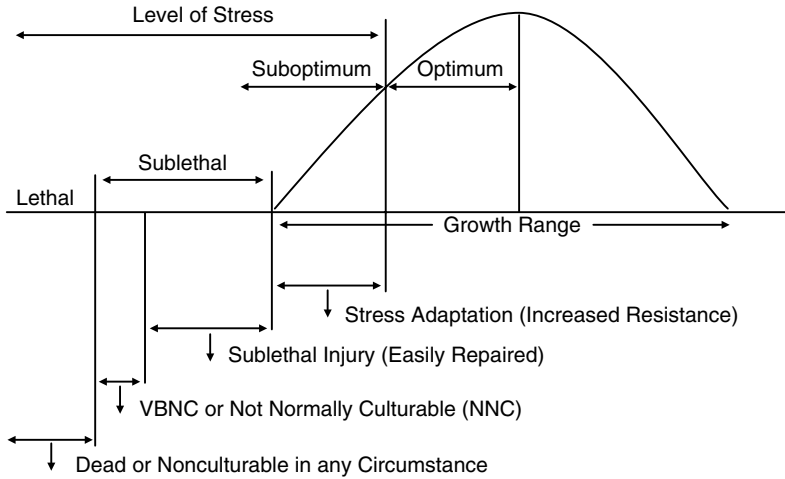 Level of Stress
Suboptimum
Optimum
Sublethal
Lethal
Growth Range
Stress Adaptation (Increased Resistance)
Sublethal Injury (Easily Repaired)
VBNC or Not Normally Culturable (NNC)
Dead or Nonculturable in any Circumstance